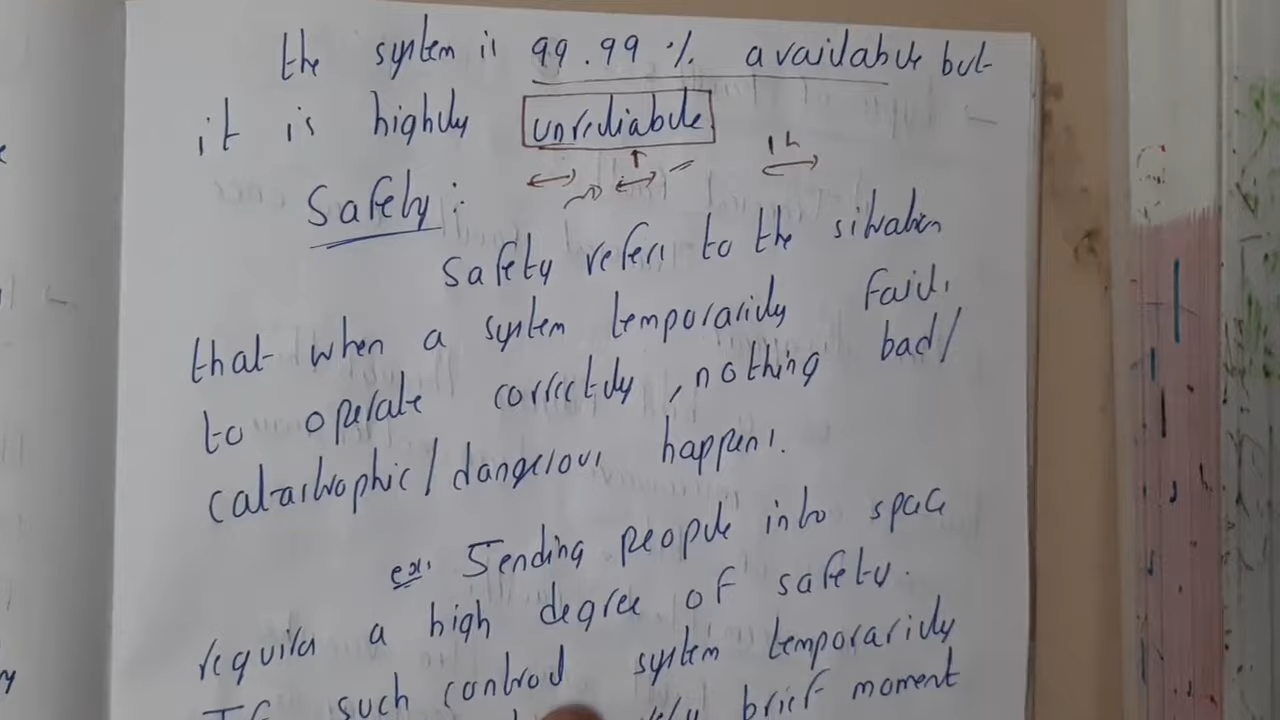 the system is 99.99 % available but
it is highly unreliable
1h
Safety :
Safety refers to the situation
that when a system temporarily fails
to operate correctly , nothing bad/
catastrophic/dangerous happens.
ex: Sending people into space
requires a high degree of safety.
If such control system temporarily
very brief moment